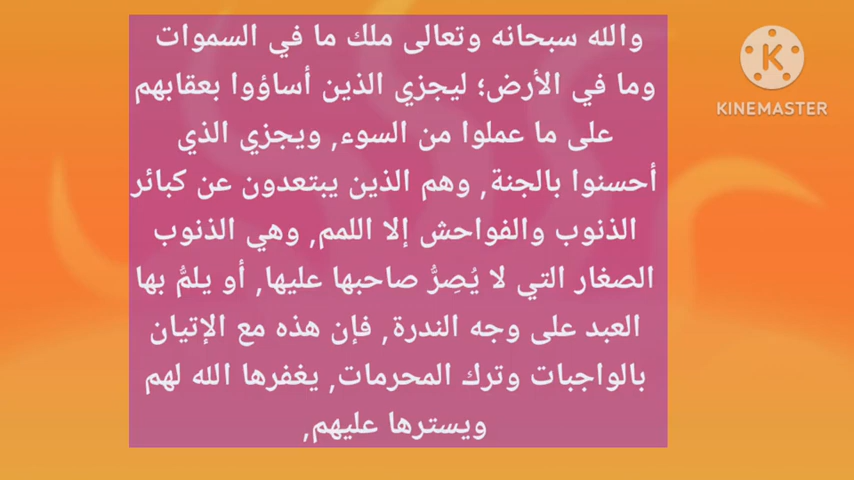 والله سبحانه وتعالى ملك ما في السموات
وما في الأرض؛ ليجزي الذين أساؤوا بعقابهم
على ما عملوا من السوء, ويجزي الذي
أحسنوا بالجنة, وهم الذين يبتعدون عن كبائر
الذنوب والفواحش إلا اللمم, وهي الذنوب
الصغار التي لا يُصِرُّ صاحبها عليها, أو يلمُّ بها
العبد على وجه الندرة, فإن هذه مع الإتيان
بالواجبات وترك المحرمات, يغفرها الله لهم
ويسترها عليهم,
K
KINEMASTER